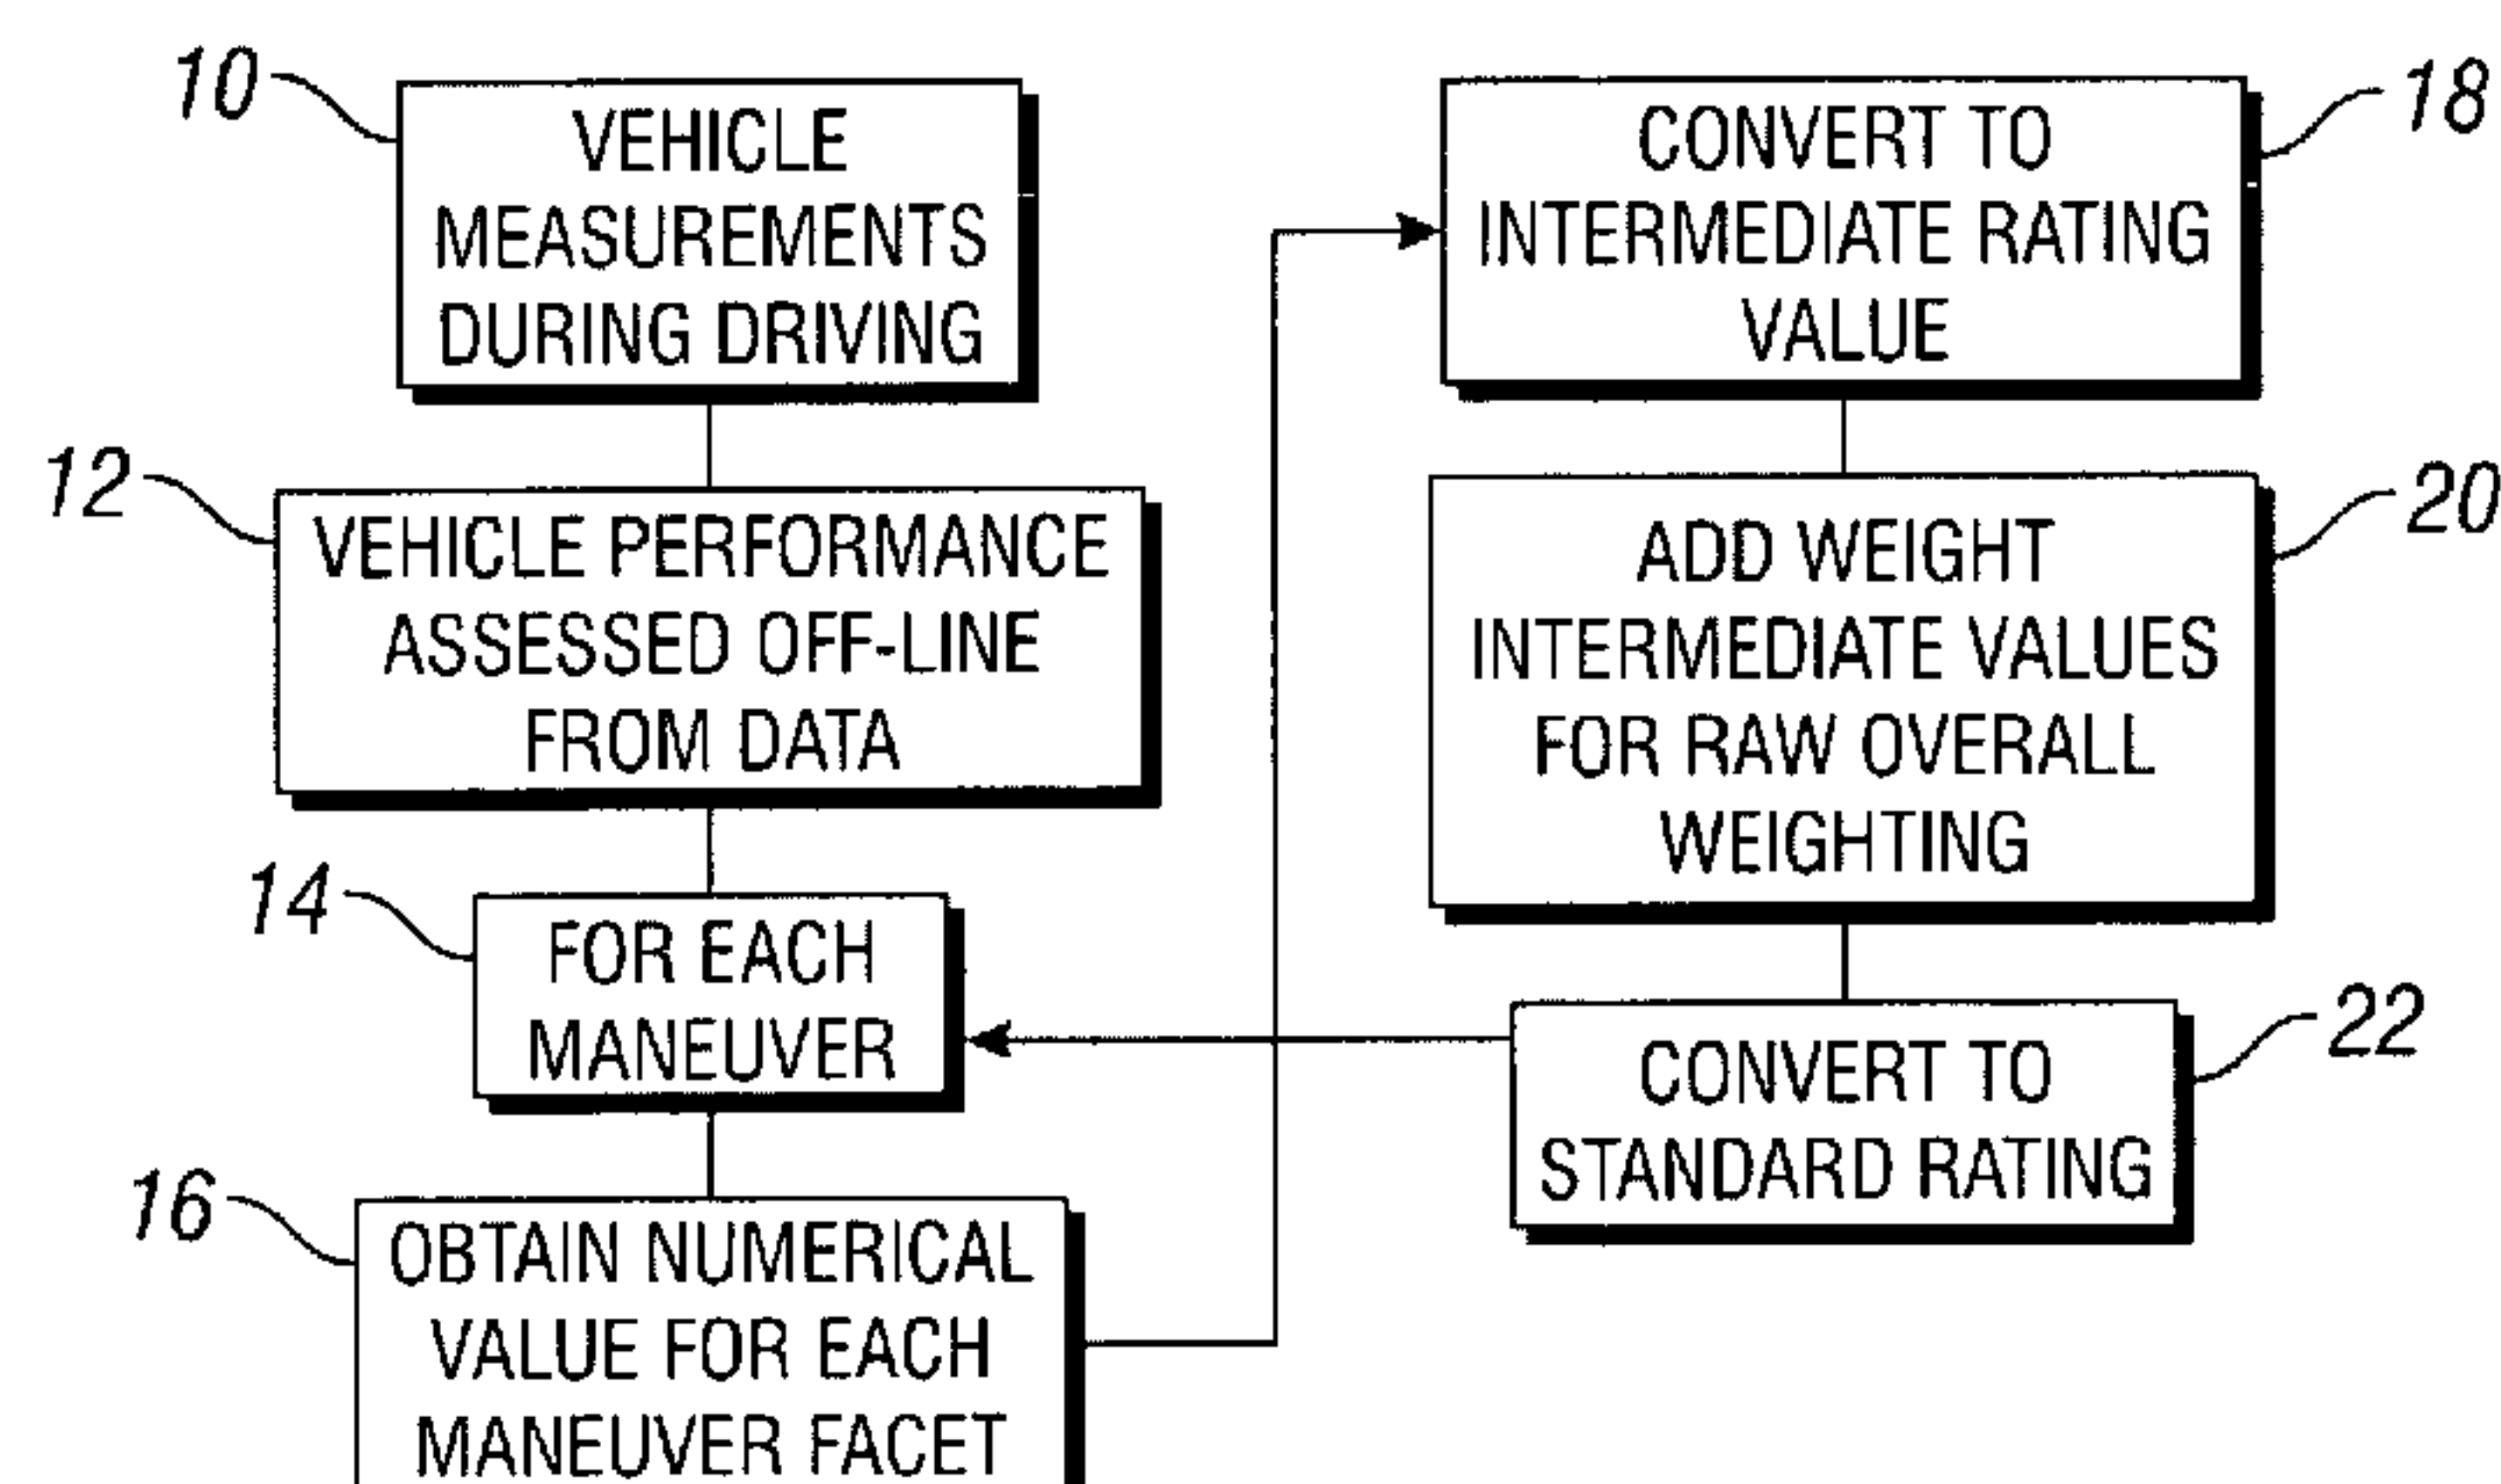 10
VEHICLE
MEASUREMENTS
DURING DRIVING
12
VEHICLE PERFORMANCE
ASSESSED OFF-LINE
FROM DATA
14
FOR EACH
MANEUVER
16
OBTAIN NUMERICAL
VALUE FOR EACH
MANEUVER FACET
18
CONVERT TO
INTERMEDIATE RATING
VALUE
20
ADD WEIGHT
INTERMEDIATE VALUES
FOR RAW OVERALL
WEIGHTING
22
CONVERT TO
STANDARD RATING